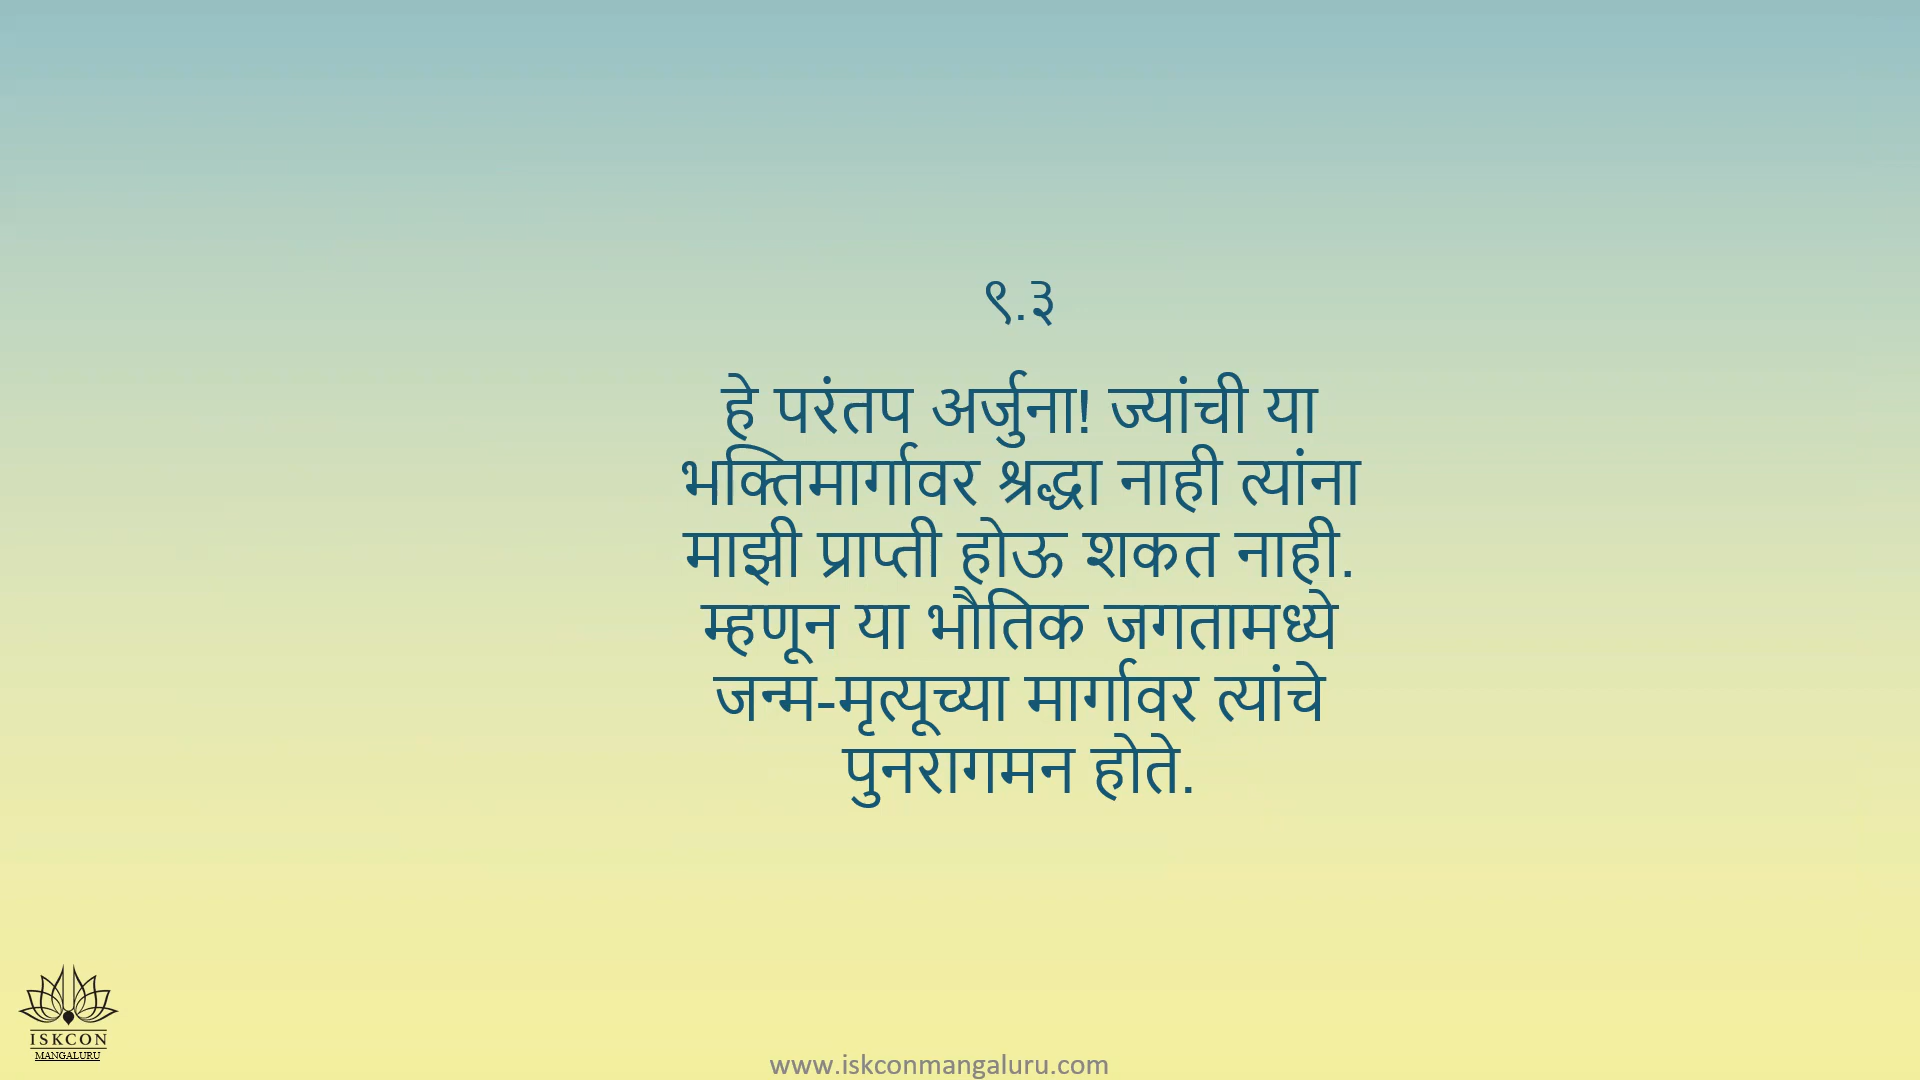 ९.३
हे परंतप अर्जुना! ज्यांची या
भक्तिमार्गावर श्रद्धा नाही त्यांना
माझी प्राप्ती होऊ शकत नाही.
म्हणून या भौतिक जगतामध्ये
जन्म-मृत्यूच्या मार्गावर त्यांचे
पुनरागमन होते.
ISKCON
MANGALURU
www.iskconmangaluru.com